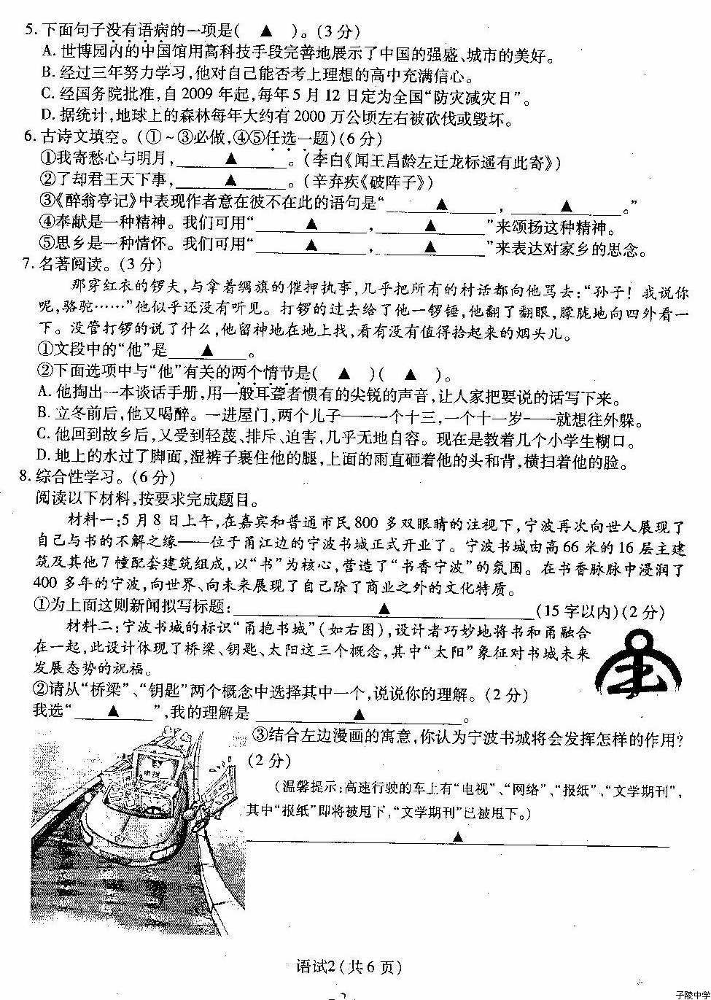 5.下面句子没有语病的一项是(　▲　)。(3分)
A.世博园内的中国馆用高科技手段完善地展示了中国的强盛、城市的美好。
B.经过三年努力学习,他对自己能否考上理想的高中充满信心。
C.经国务院批准,自2009年起,每年5月12日定为全国“防灾减灾日”。
D.据统计,地球上的森林每年大约有2000万公顷左右被砍伐或毁坏。
6.古诗文填空。(①~③必做,④⑤任选一题)(6分)
①我寄愁心与明月,____▲____。(李白《闻王昌龄左迁龙标遥有此寄》)
②了却君王天下事,____▲____。(辛弃疾《破阵子》)
③《醉翁亭记》中表现作者意在彼不在此的语句是“____▲____,____▲____。”
④奉献是一种精神。我们可用“____▲____,____▲____”来颂扬这种精神。
⑤思乡是一种情怀。我们可用“____▲____,____▲____”来表达对家乡的思念。
7.名著阅读。(3分)
那穿红衣的锣夫,与拿着绸旗的催押执事,几乎把所有的村话都向他骂去:“孙子!我说你
呢,骆驼……”他似乎还没有听见。打锣的过去给了他一锣锤,他翻了翻眼,朦胧地向四外看一
下。没管打锣的说了什么,他留神地在地上找,看有没有值得拾起来的烟头儿。
①文段中的“他”是____▲____。
②下面选项中与“他”有关的两个情节是(　▲　)(　▲　)。
A.他掏出一本谈话手册,用一般耳聋者惯有的尖锐的声音,让人家把要说的话写下来。
B.立冬前后,他又喝醉。一进屋门,两个儿子——一个十三,一个十一岁——就想往外躲。
C.他回到故乡后,又受到轻蔑、排斥、迫害,几乎无地自容。现在是教着几个小学生糊口。
D.地上的水过了脚面,湿裤子裹住他的腿,上面的雨直砸着他的头和背,横扫着他的脸。
8.综合性学习。(6分)
阅读以下材料,按要求完成题目。
材料一:5月8日上午,在嘉宾和普通市民800多双眼睛的注视下,宁波再次向世人展现了
自己与书的不解之缘——位于甬江边的宁波书城正式开业了。宁波书城由高66米的16层主建
筑及其他7幢配套建筑组成,以“书”为核心,营造了“书香宁波”的氛围。在书香脉脉中浸润了
400多年的宁波,向世界、向未来展现了自己除了商业之外的文化特质。
①为上面这则新闻拟写标题:____▲____(15字以内)(2分)
材料二:宁波书城的标识“甬抱书城”(如右图),设计者巧妙地将书和甬融合
在一起,此设计体现了桥梁、钥匙、太阳这三个概念,其中“太阳”象征对书城未来
发展态势的祝福。
②请从“桥梁”、“钥匙”两个概念中选择其中一个,说说你的理解。(2分)
我选“____▲____”,我的理解是____▲____。
③结合左边漫画的寓意,你认为宁波书城将会发挥怎样的作用?
(2分)
(温馨提示:高速行驶的车上有“电视”、“网络”,“报纸”、“文学期刊”,
其中“报纸”即将被甩下,“文学期刊”已被甩下。)
____▲____
语试2(共6页)
- 2
子陵中学